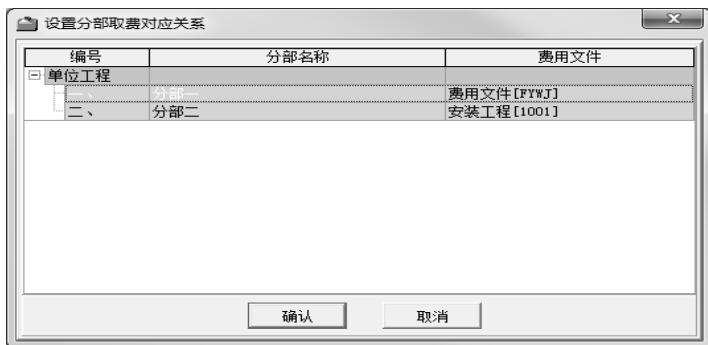 设置分部取费对应关系
编号 分部名称 费用文件
单位工程
一、 分部一 费用文件[FYWJ]
二、 分部二 安装工程[1001]
确认 取消